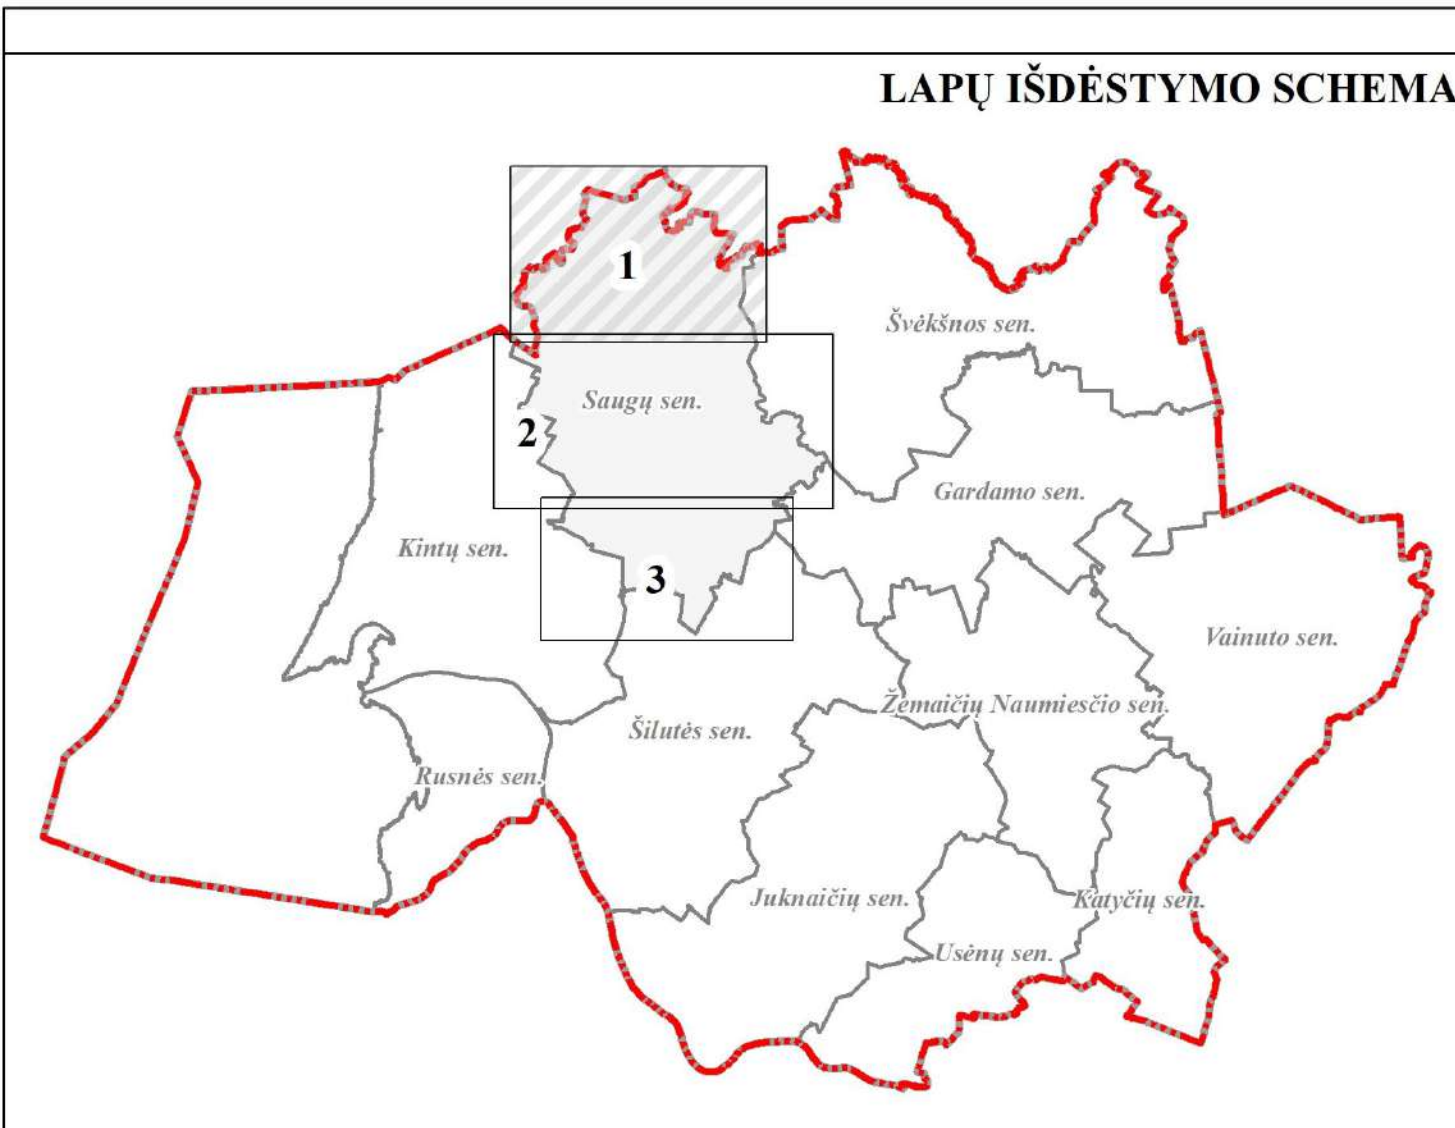 LAPŲ IŠDĖSTYMO SCHEMA
1
Švėkšnos sen.
Saugų sen.
2
Gardamo sen.
Kintų sen.
3
Vainuto sen.
Žemaičių Naumiesčio sen.
Šilutės sen.
Rusnės sen.
Juknaičių sen.
Katyčių sen.
Usėnų sen.